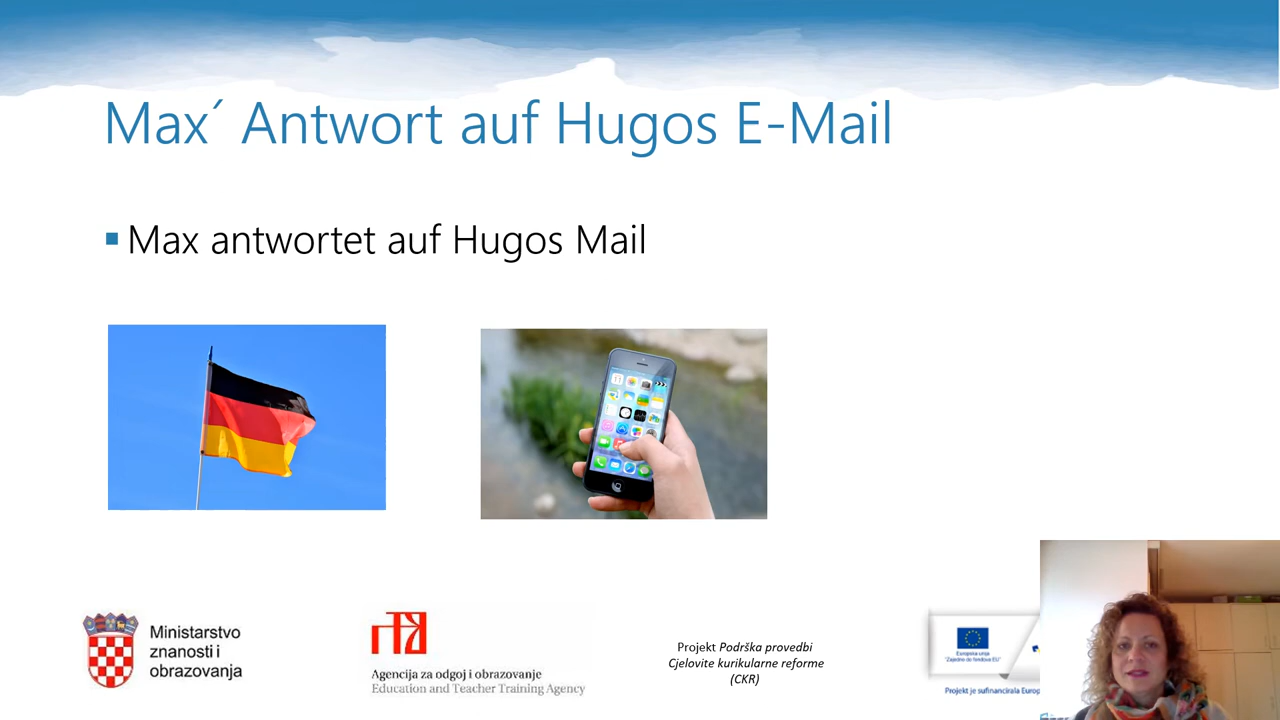 Max´ Antwort auf Hugos E-Mail
Max antwortet auf Hugos Mail
Ministarstvo
znanosti i
obrazovanja
Agencija za odgoj i obrazovanje
Education and Teacher Training Agency
Projekt Podrška provedbi
Cjelovite kurikularne reforme
(CKR)
Europska unija
"Zajedno do fondova EU"
Projekt je sufinancirala Europ